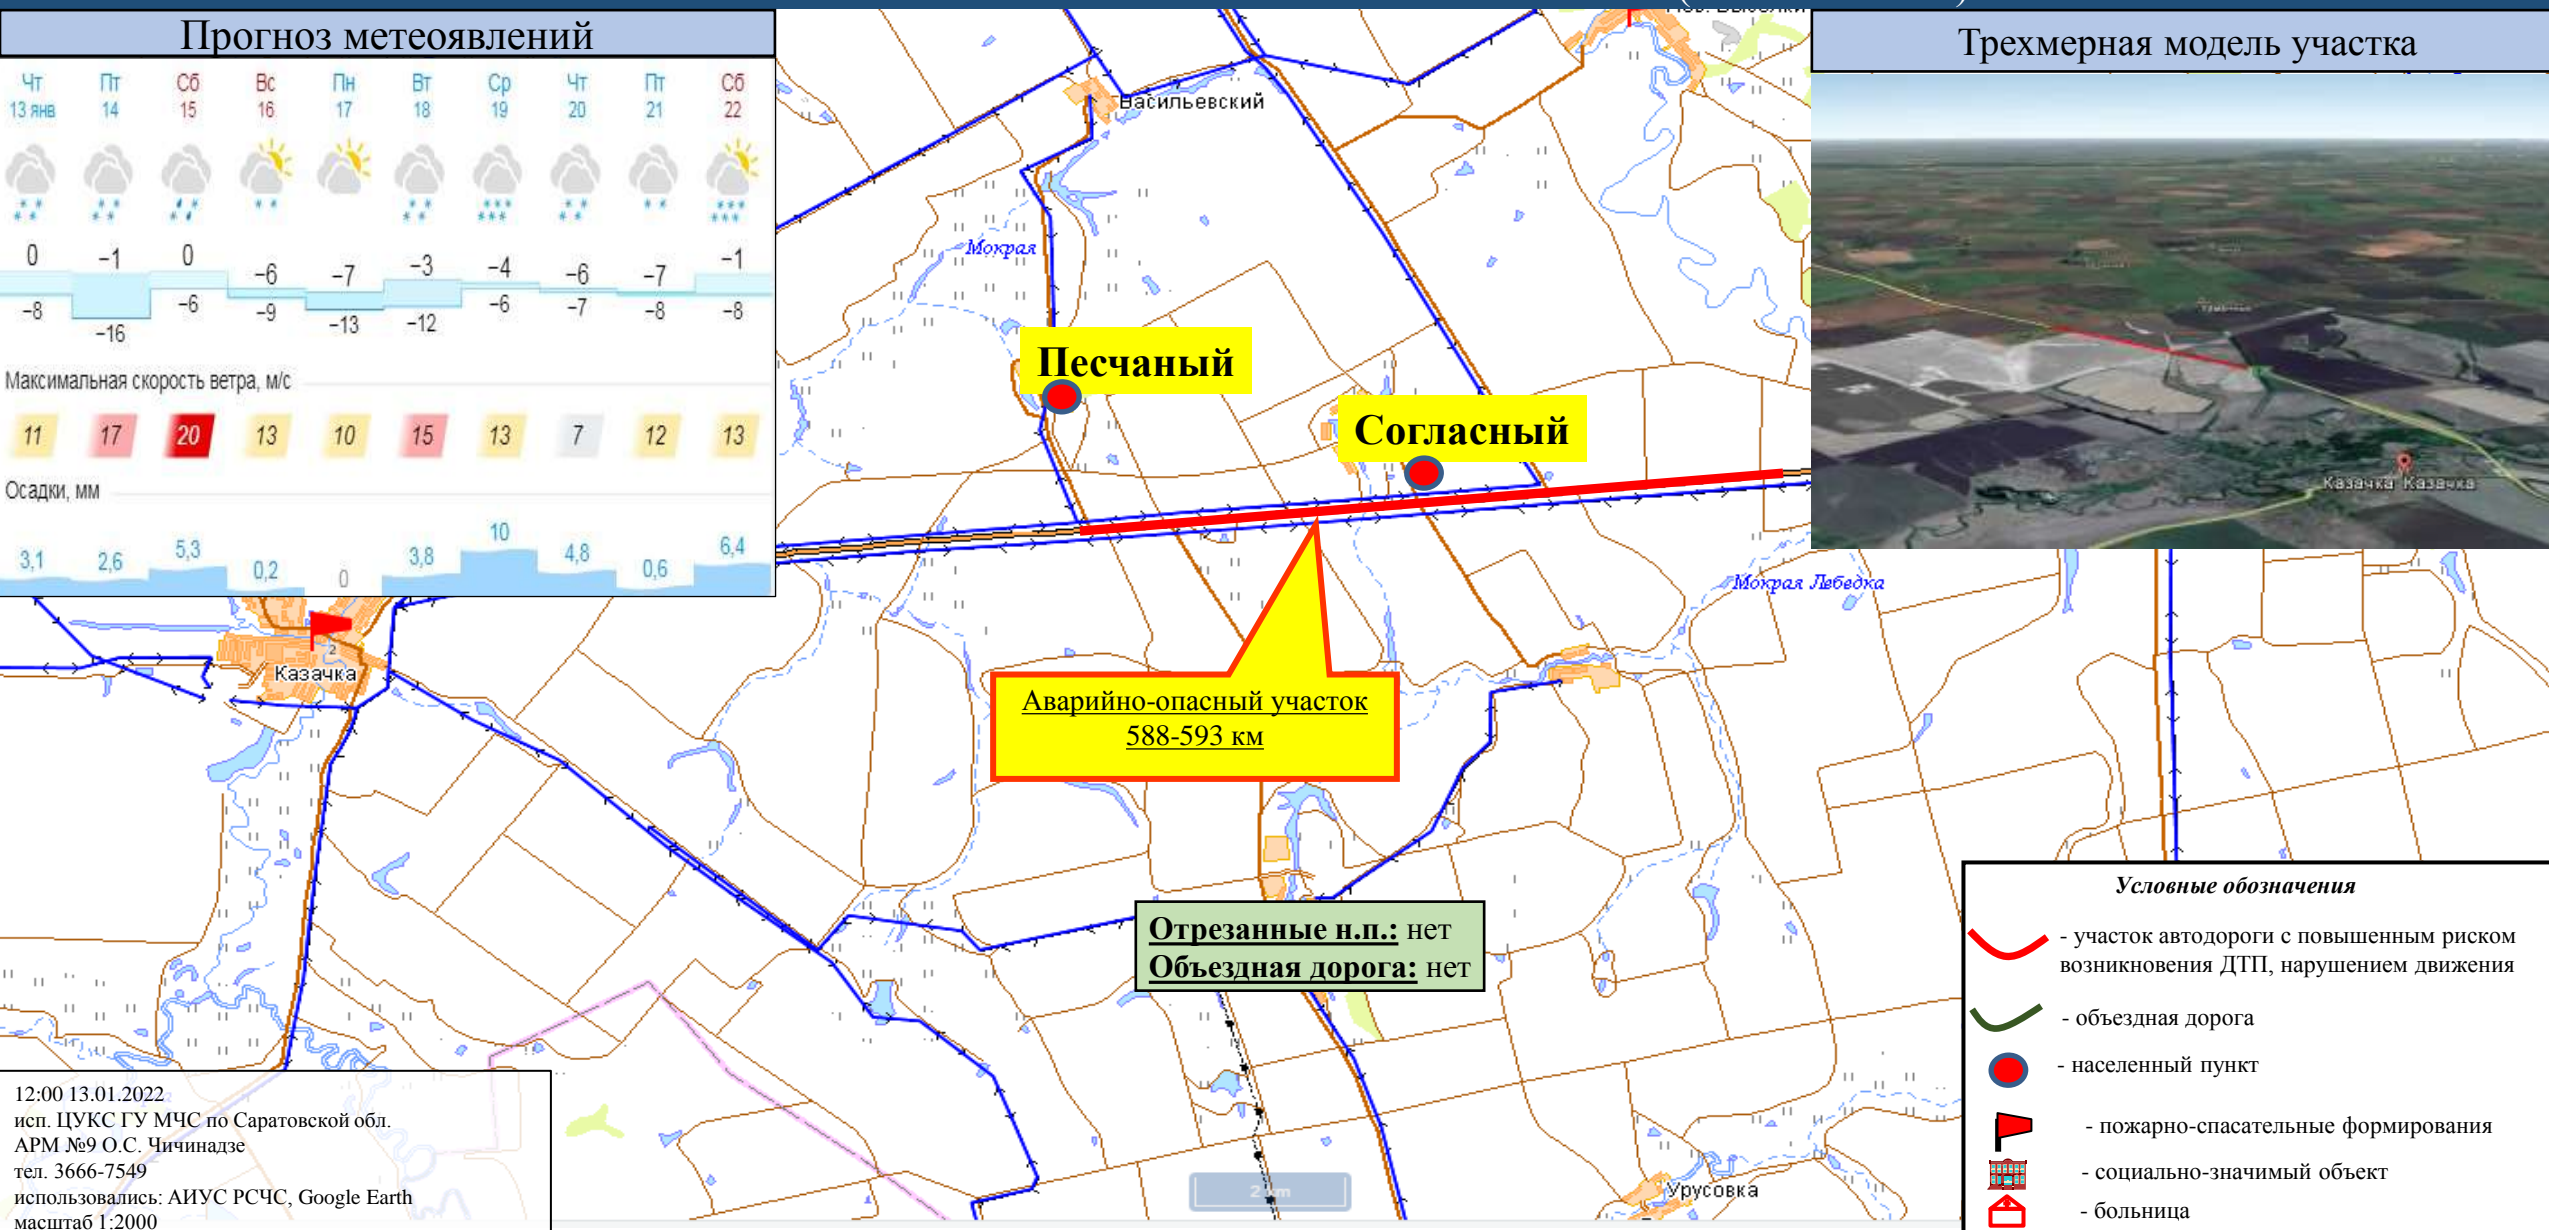 Прогноз метеоявлений
Чт Пт Сб Вс Пн Вт Ср Чт Пт Сб
13 янв 14 15 16 17 18 19 20 21 22
0 −1 0 −6 −7 −3 −4 −6 −7 −1
−8 −16 −6 −9 −13 −12 −6 −7 −8 −8
Максимальная скорость ветра, м/с
11 17 20 13 10 15 13 7 12 13
Осадки, мм
3,1 2,6 5,3 0,2 0 3,8 10 4,8 0,6 6,4
Трехмерная модель участка
Казачка Казачка
Васильевский
Мокрая
Песчаный
Согласный
Мокрая Лебедка
2
Казачка
Аварийно-опасный участок
588-593 км
Отрезанные н.п.: нет
Объездная дорога: нет
Урусовка
2 km
12:00 13.01.2022
исп. ЦУКС ГУ МЧС по Саратовской обл.
АРМ №9 О.С. Чичинадзе
тел. 3666-7549
использовались: АИУС РСЧС, Google Earth
масштаб 1:2000
Условные обозначения
- участок автодороги с повышенным риском
возникновения ДТП, нарушением движения
- объездная дорога
- населенный пункт
- пожарно-спасательные формирования
- социально-значимый объект
- больница